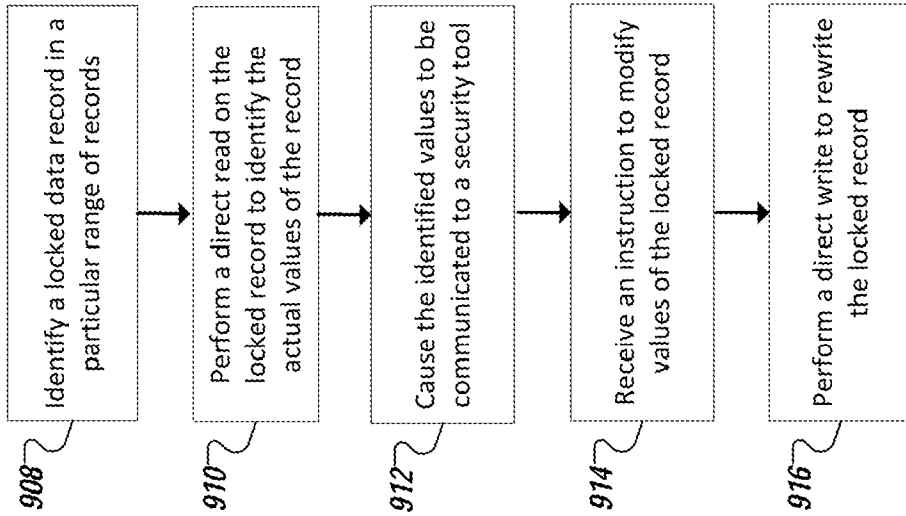 908
Identify a locked data record in a
particular range of records
910
Perform a direct read on the
locked record to identify the
actual values of the record
912
Cause the identified values to be
communicated to a security tool
914
Receive an instruction to modify
values of the locked record
916
Perform a direct write to rewrite
the locked record